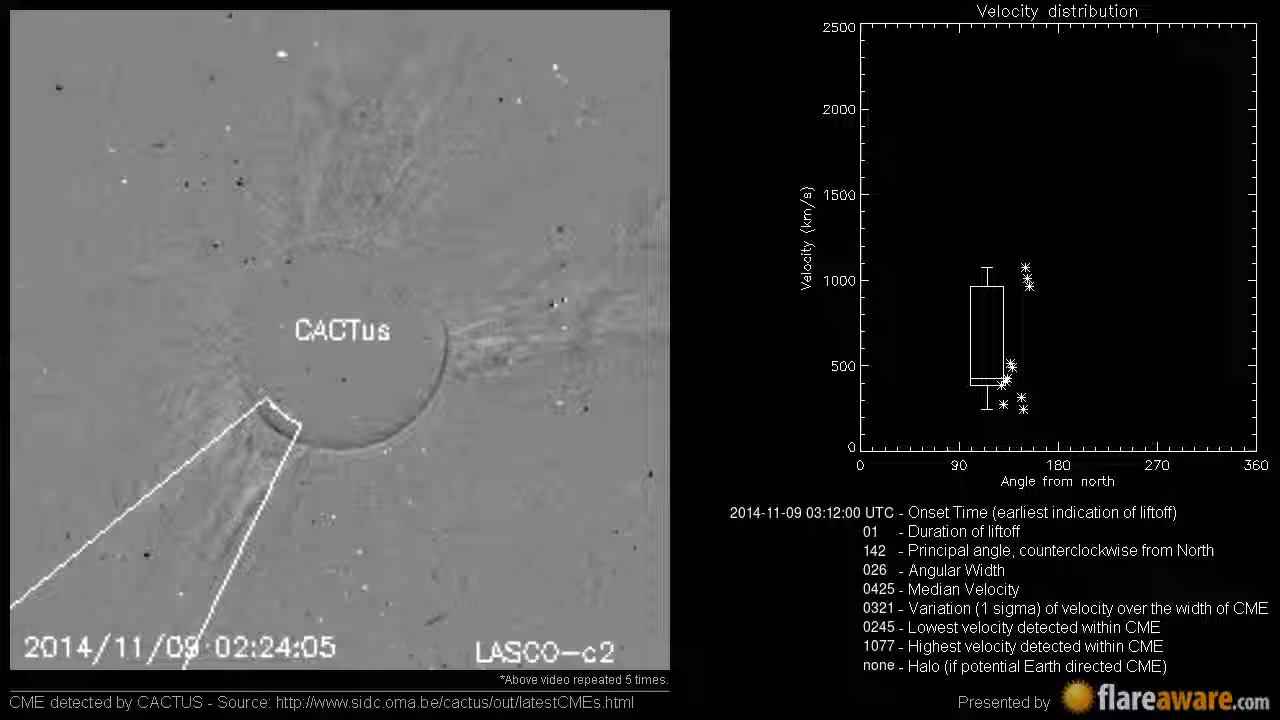 Velocity distribution
2500
2000
1500
1000
500
0
Velocity (km/s)
0 90 180 270 360
Angle from north
CACTus
2014/11/09 02:24:05 LASCO-c2
*Above video repeated 5 times.
CME detected by CACTUS - Source: http://www.sidc.oma.be/cactus/out/latestCMEs.html
2014-11-09 03:12:00 UTC - Onset Time (earliest indication of liftoff)
01 - Duration of liftoff
142 - Principal angle, counterclockwise from North
026 - Angular Width
0425 - Median Velocity
0321 - Variation (1 sigma) of velocity over the width of CME
0245 - Lowest velocity detected within CME
1077 - Highest velocity detected within CME
none - Halo (if potential Earth directed CME)
Presented by flareaware.com